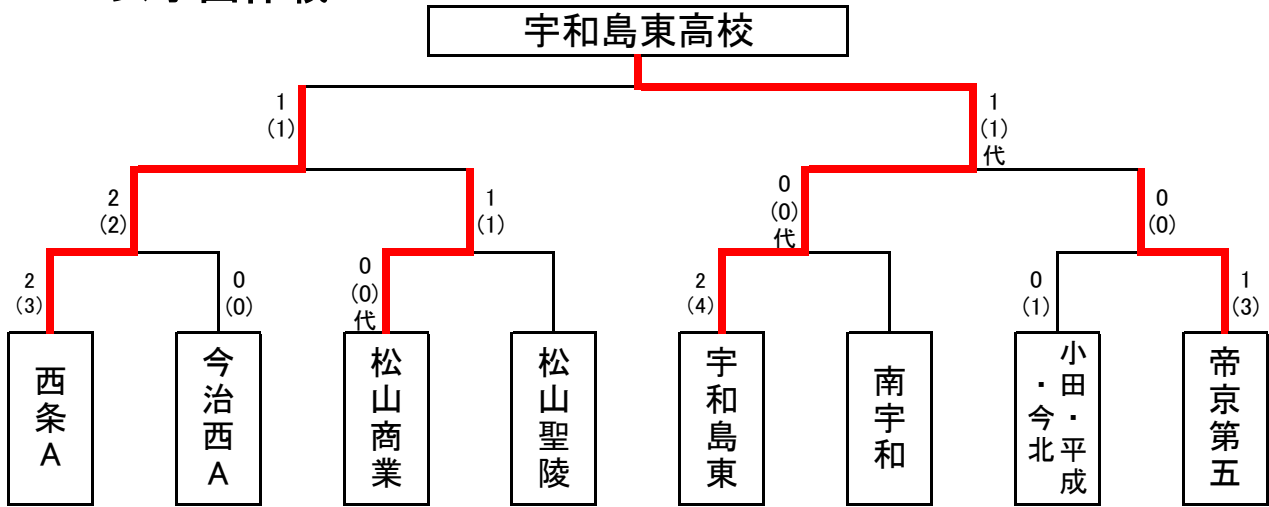 宇和島東高校
1
(1)
1
(1)
代
2
(2)
1
(1)
0
(0)
代
0
(0)
2
(3)
0
(0)
0
(0)
代
2
(4)
0
(1)
1
(3)
西条A
今治西A
松山商業
松山聖陵
宇和島東
南宇和
小田・平成
・今北
帝京第五